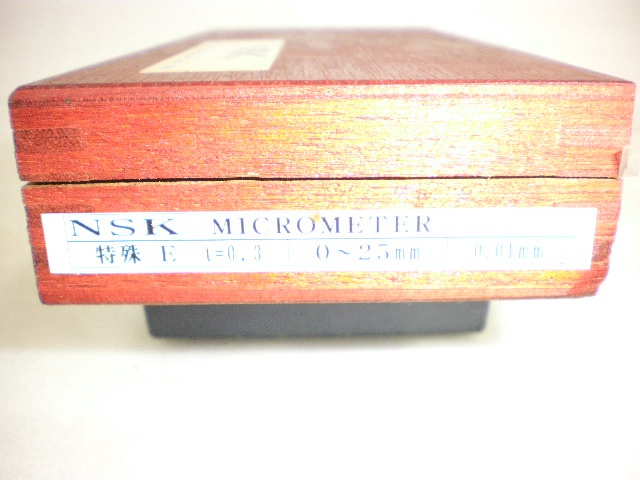 NSK MICROMETER
特殊 E t=0.3 0~25mm 0.01mm